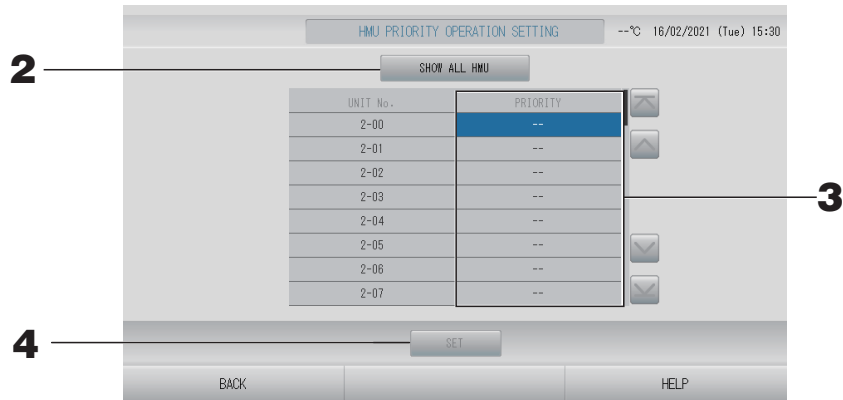 HMU PRIORITY OPERATION SETTING --℃ 16/02/2021 (Tue) 15:30
2
SHOW ALL HMU
UNIT No. PRIORITY
2-00 --
2-01 --
2-02 --
2-03 --
3
2-04 --
2-05 --
2-06 --
2-07 --
4
SET
BACK HELP